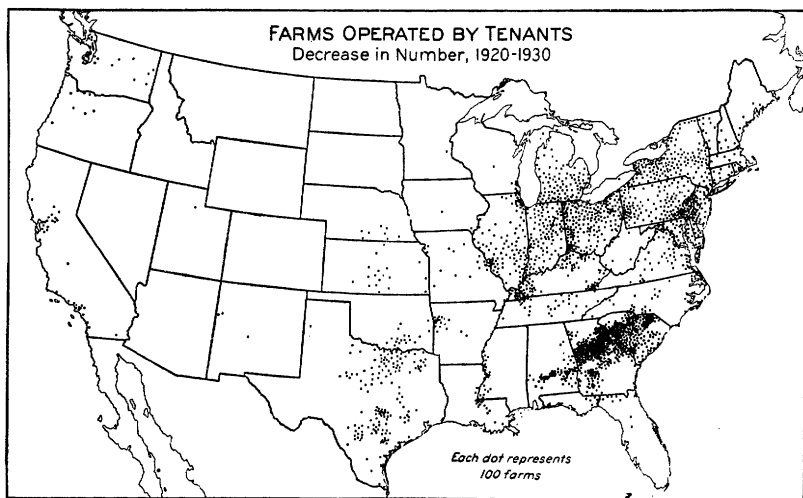 FARMS OPERATED BY TENANTS
Decrease in Number, 1920-1930
Each dot represents
100 farms